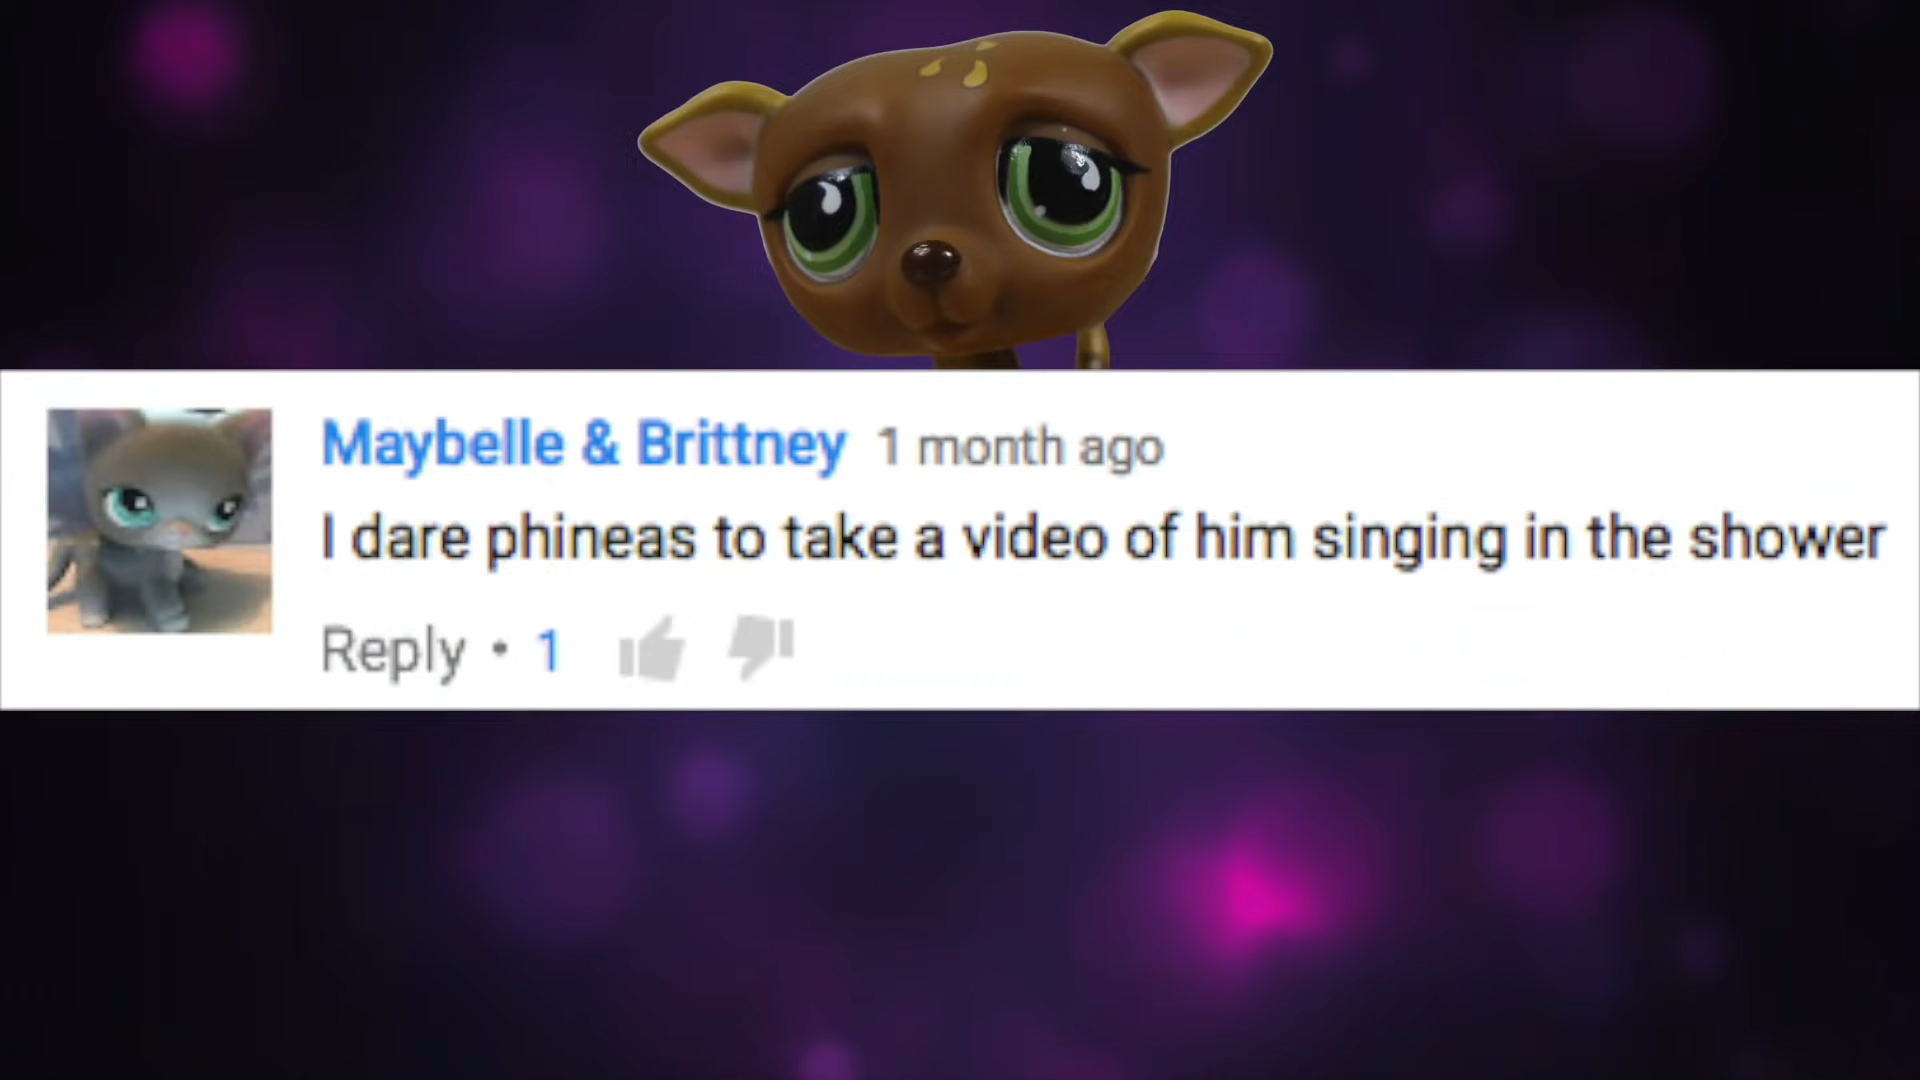 Maybelle & Brittney 1 month ago
I dare phineas to take a video of him singing in the shower
Reply • 1